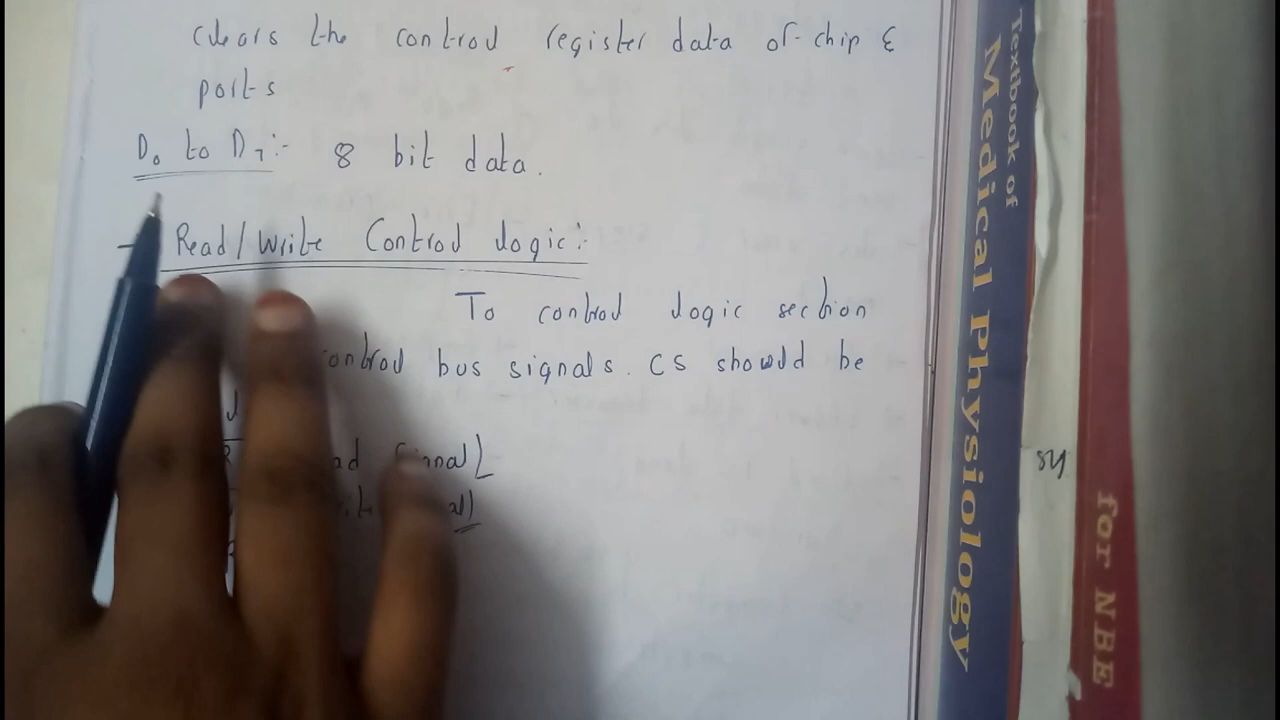 clears the control register data of chip &
ports
D0 to D7:- 8 bit data.
- Read/Write Control logic:-
To control logic section
control bus signals. CS should be
signal)
Textbook of
Medical Physiology
for NBE